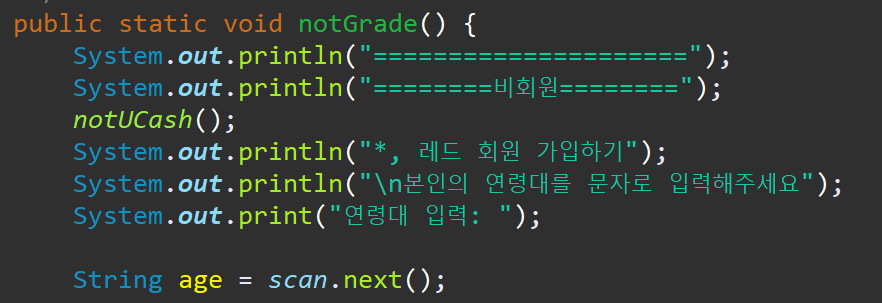 public static void notGrade() {
System.out.println("=====================");
System.out.println("========비회원========");
notUCash();
System.out.println("*, 레드 회원 가입하기");
System.out.println("\n본인의 연령대를 문자로 입력해주세요");
System.out.print("연령대 입력: ");
String age = scan.next();